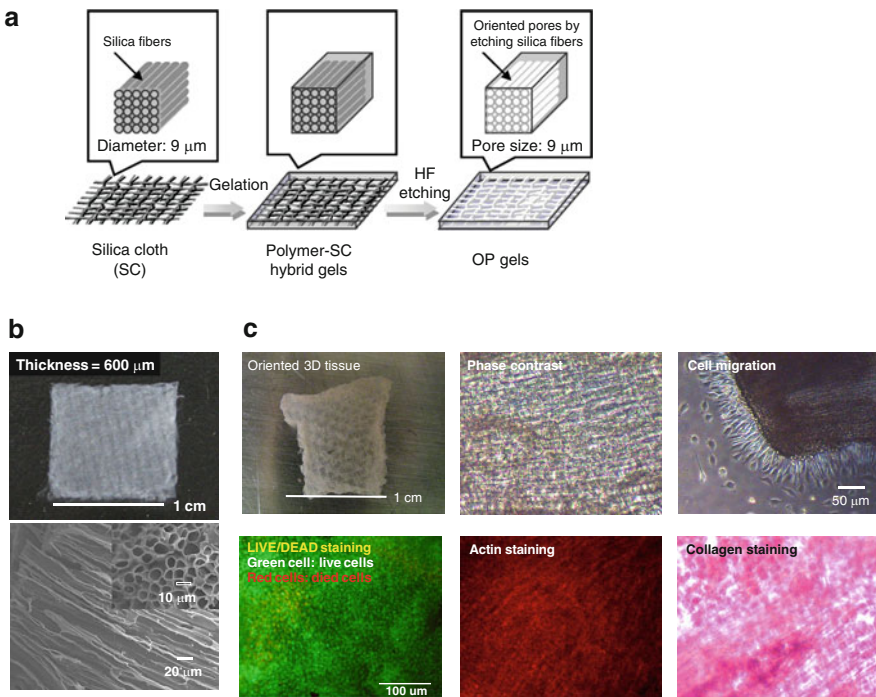 a
Silica fibers
Diameter: 9 μm
Oriented pores by
etching silica fibers
Pore size: 9 μm
Gelation
HF
etching
Silica cloth
(SC)
Polymer-SC
hybrid gels
OP gels
b
Thickness = 600 μm
1 cm
10 μm
20 μm
c
Oriented 3D tissue
1 cm
Phase contrast
Cell migration
50 μm
LIVE/DEAD staining
Green cell: live cells
Red cells: died cells
100 um
Actin staining
Collagen staining